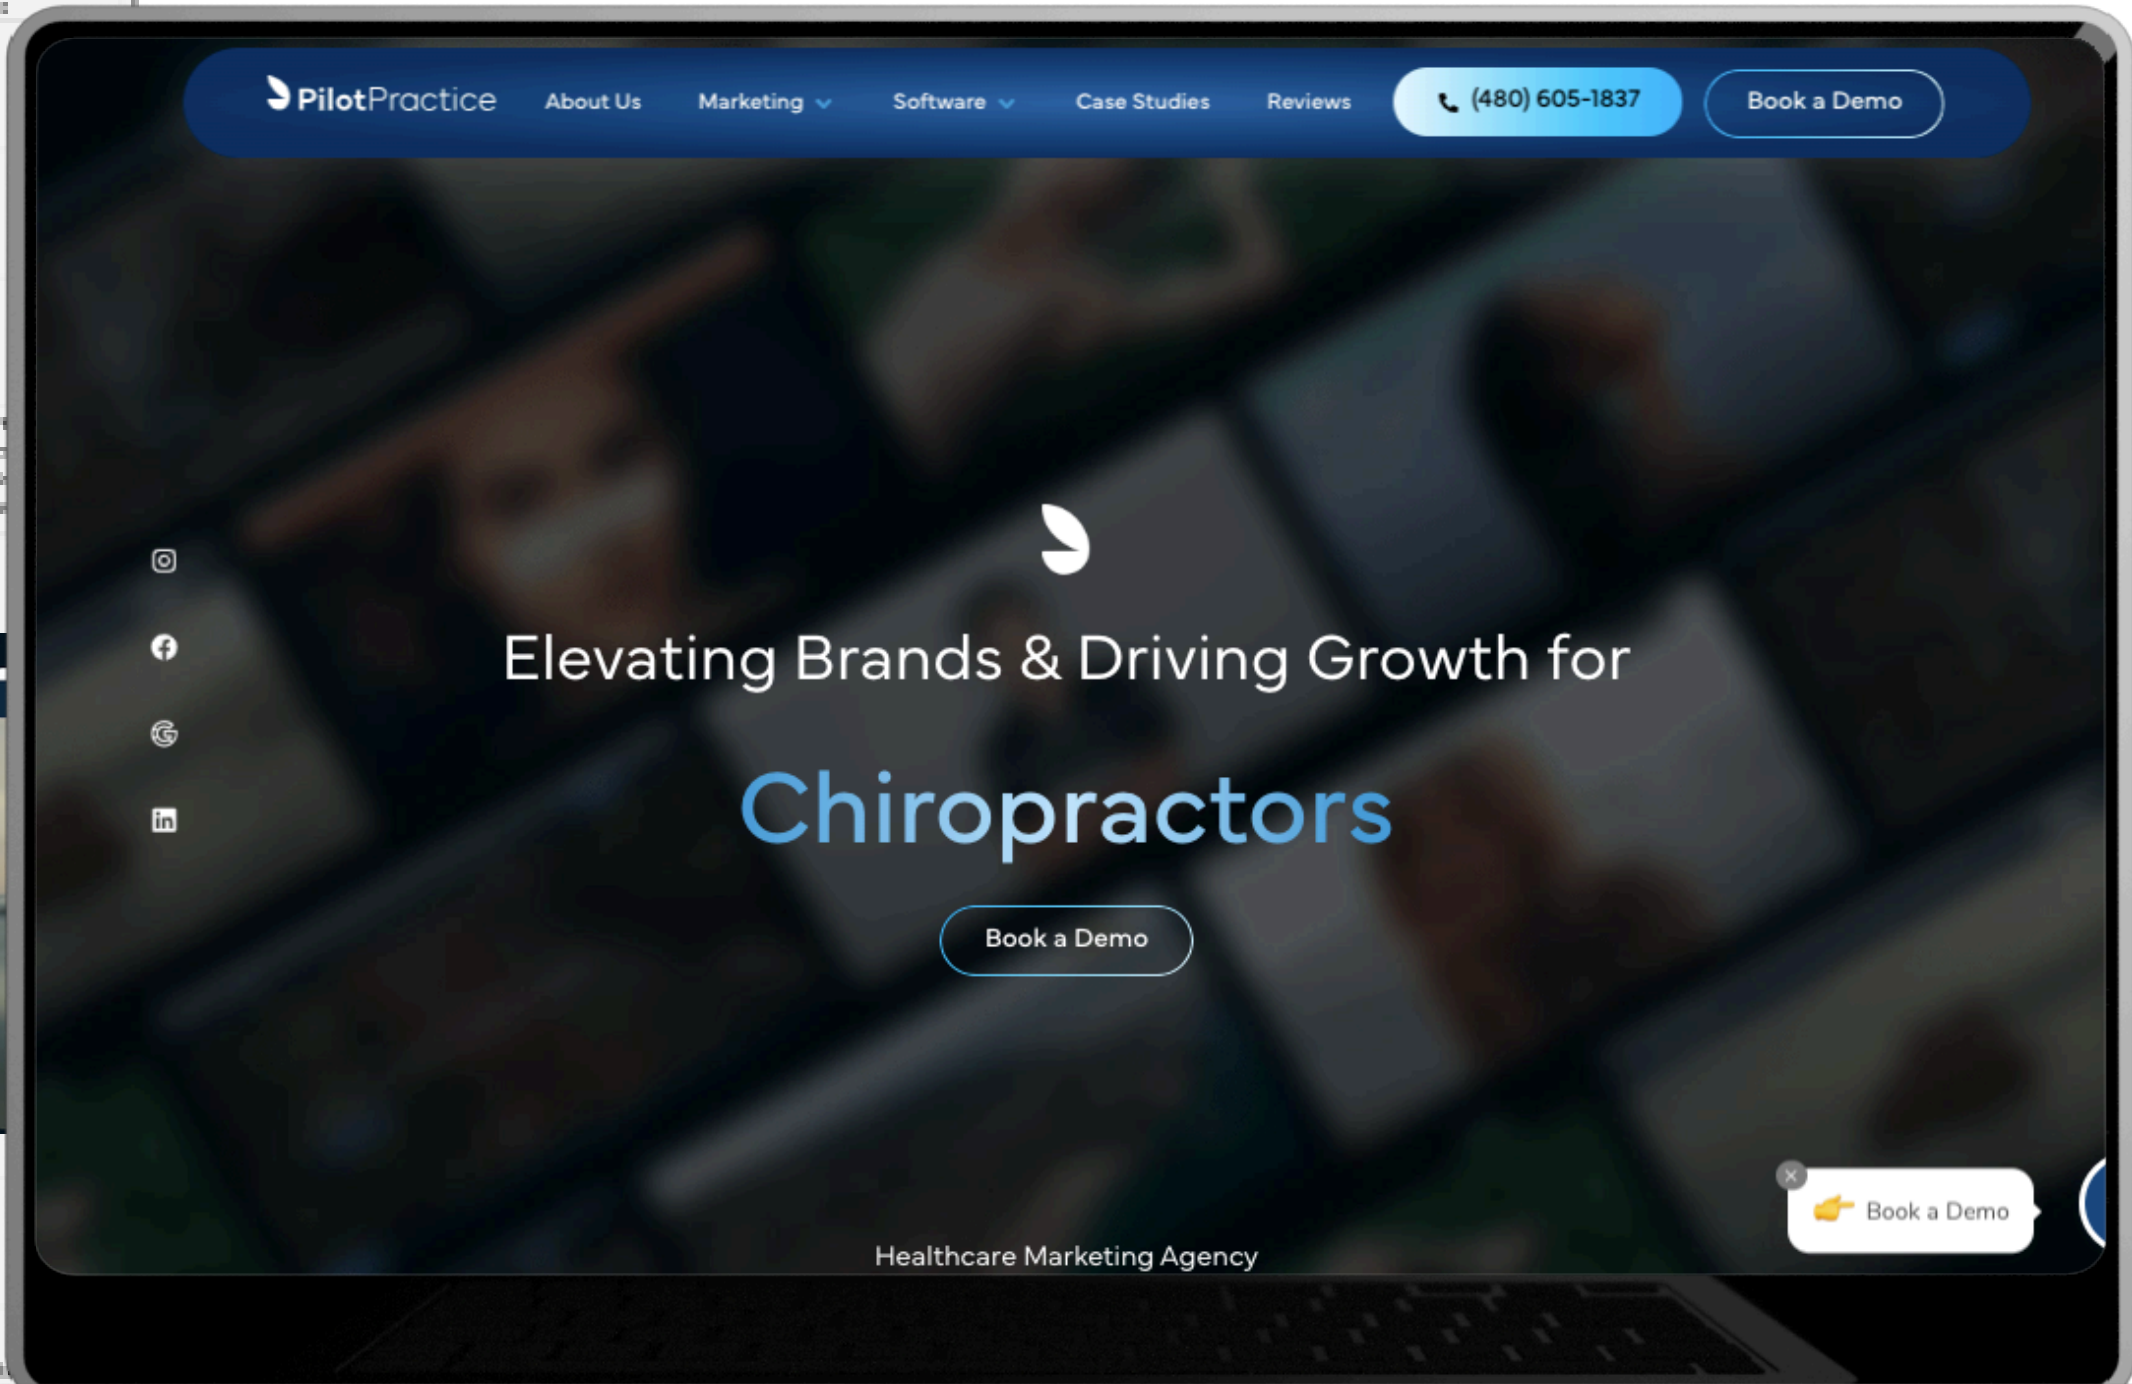 PilotPractice About Us Marketing Software Case Studies Reviews (480) 605-1837 Book a Demo
Elevating Brands & Driving Growth for
Chiropractors
Book a Demo
Book a Demo
Healthcare Marketing Agency